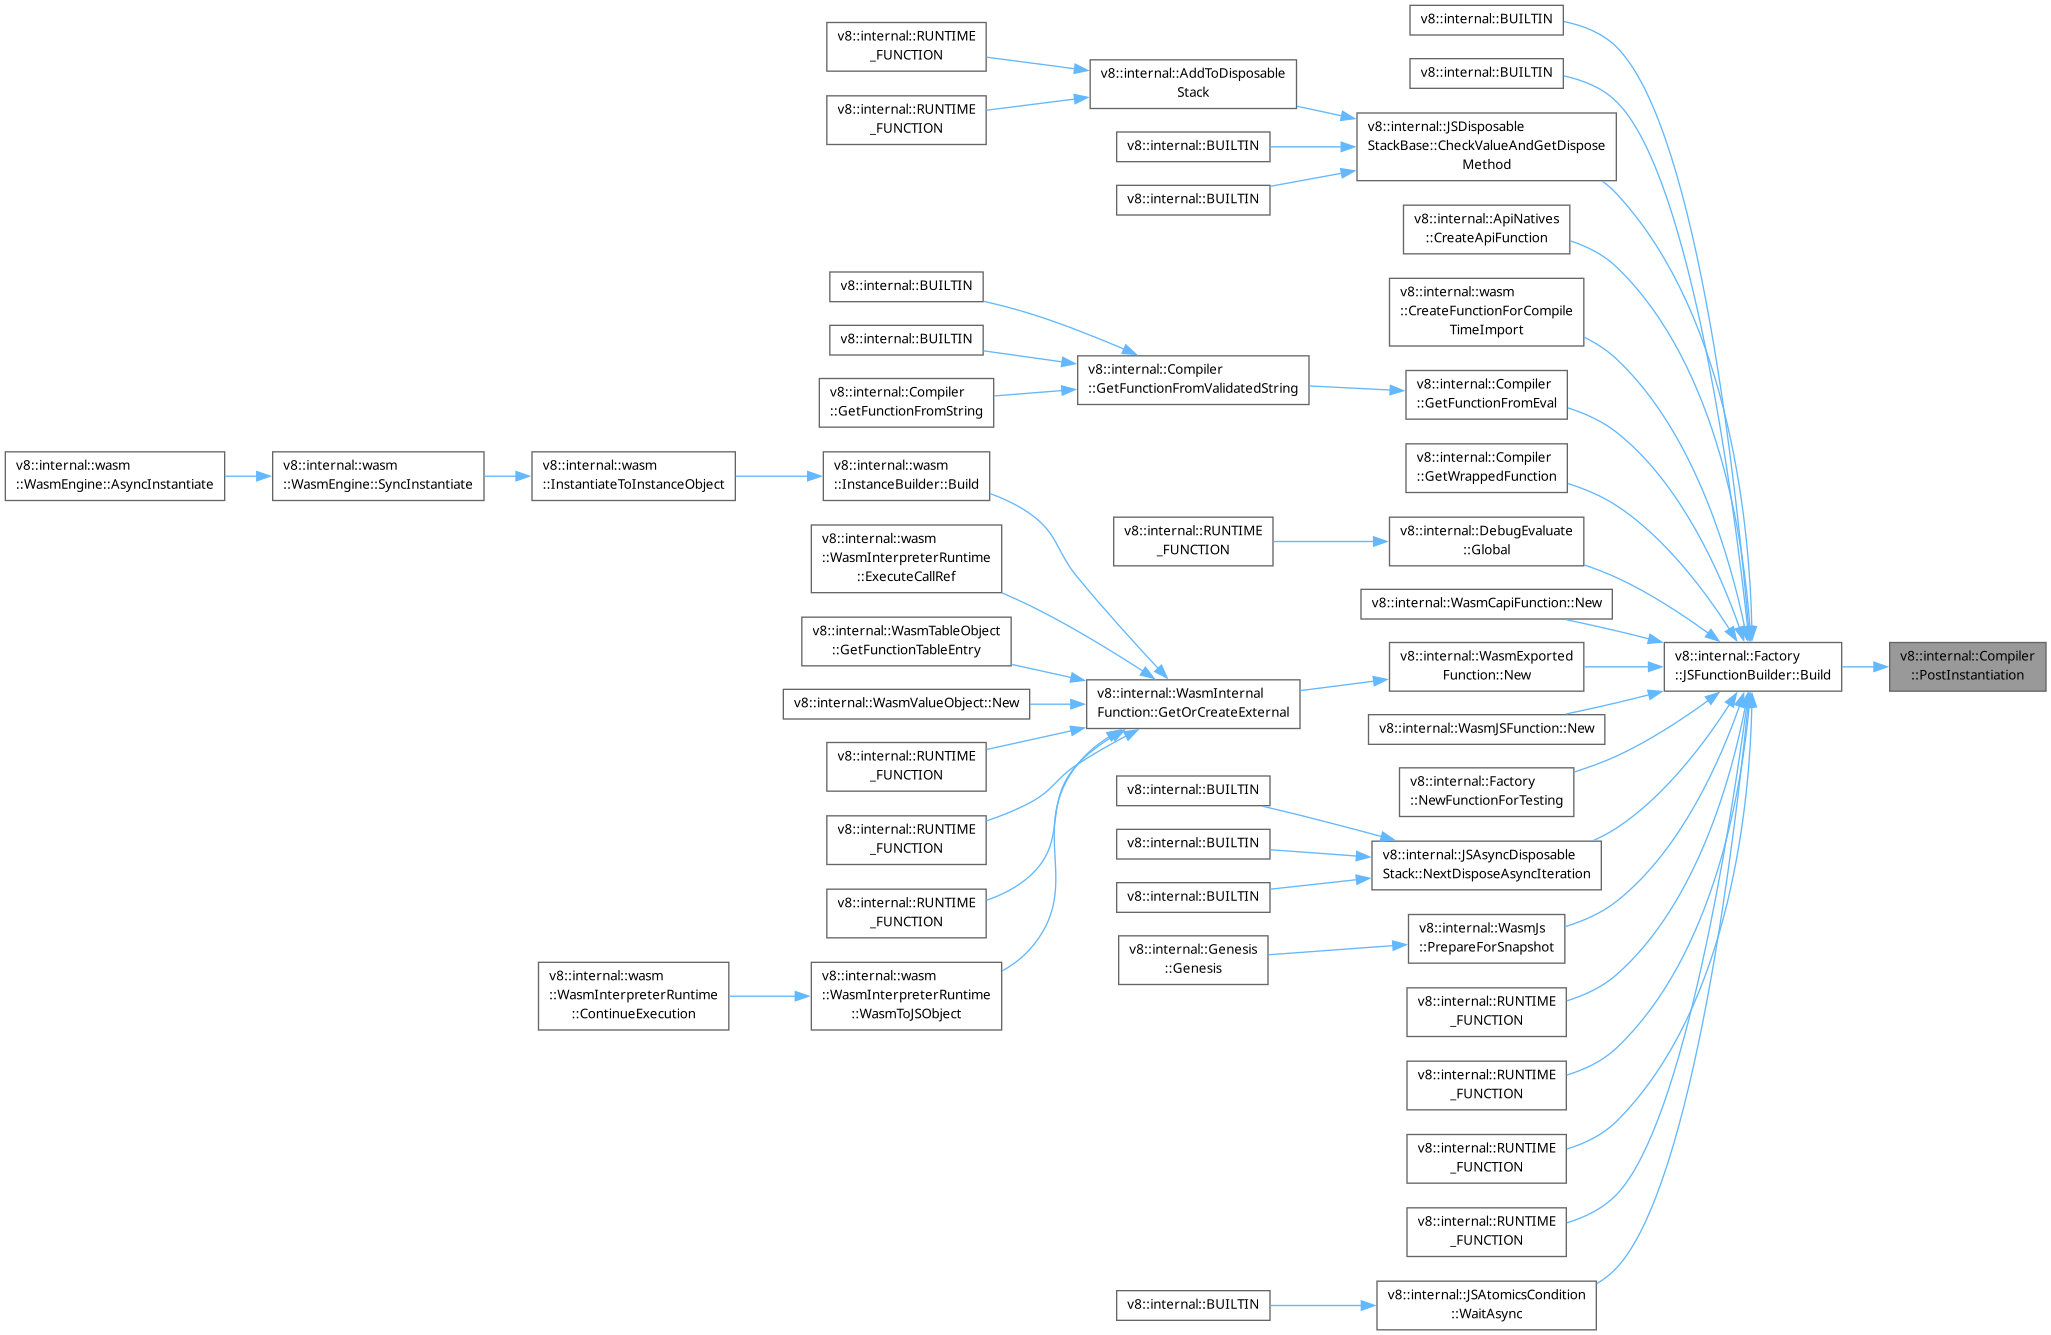 v8::internal::BUILTIN
v8::internal::BUILTIN
v8::internal::RUNTIME
_FUNCTION
v8::internal::RUNTIME
_FUNCTION
v8::internal::AddToDisposable
Stack
v8::internal::BUILTIN
v8::internal::BUILTIN
v8::internal::JSDisposable
StackBase::CheckValueAndGetDispose
Method
v8::internal::ApiNatives
::CreateApiFunction
v8::internal::wasm
::CreateFunctionForCompile
TimeImport
v8::internal::BUILTIN
v8::internal::BUILTIN
v8::internal::Compiler
::GetFunctionFromString
v8::internal::Compiler
::GetFunctionFromValidatedString
v8::internal::Compiler
::GetFunctionFromEval
v8::internal::Compiler
::GetWrappedFunction
v8::internal::wasm
::WasmEngine::AsyncInstantiate
v8::internal::wasm
::WasmEngine::SyncInstantiate
v8::internal::wasm
::InstantiateToInstanceObject
v8::internal::wasm
::InstanceBuilder::Build
v8::internal::wasm
::WasmInterpreterRuntime
::ExecuteCallRef
v8::internal::RUNTIME
_FUNCTION
v8::internal::DebugEvaluate
::Global
v8::internal::WasmCapiFunction::New
v8::internal::WasmTableObject
::GetFunctionTableEntry
v8::internal::WasmValueObject::New
v8::internal::WasmInternal
Function::GetOrCreateExternal
v8::internal::WasmExported
Function::New
v8::internal::Factory
::JSFunctionBuilder::Build
v8::internal::Compiler
::PostInstantiation
v8::internal::WasmJSFunction::New
v8::internal::RUNTIME
_FUNCTION
v8::internal::Factory
::NewFunctionForTesting
v8::internal::RUNTIME
_FUNCTION
v8::internal::RUNTIME
_FUNCTION
v8::internal::BUILTIN
v8::internal::BUILTIN
v8::internal::BUILTIN
v8::internal::JSAsyncDisposable
Stack::NextDisposeAsyncIteration
v8::internal::Genesis
::Genesis
v8::internal::WasmJs
::PrepareForSnapshot
v8::internal::wasm
::WasmInterpreterRuntime
::ContinueExecution
v8::internal::wasm
::WasmInterpreterRuntime
::WasmToJSObject
v8::internal::RUNTIME
_FUNCTION
v8::internal::RUNTIME
_FUNCTION
v8::internal::RUNTIME
_FUNCTION
v8::internal::RUNTIME
_FUNCTION
v8::internal::BUILTIN
v8::internal::JSAtomicsCondition
::WaitAsync